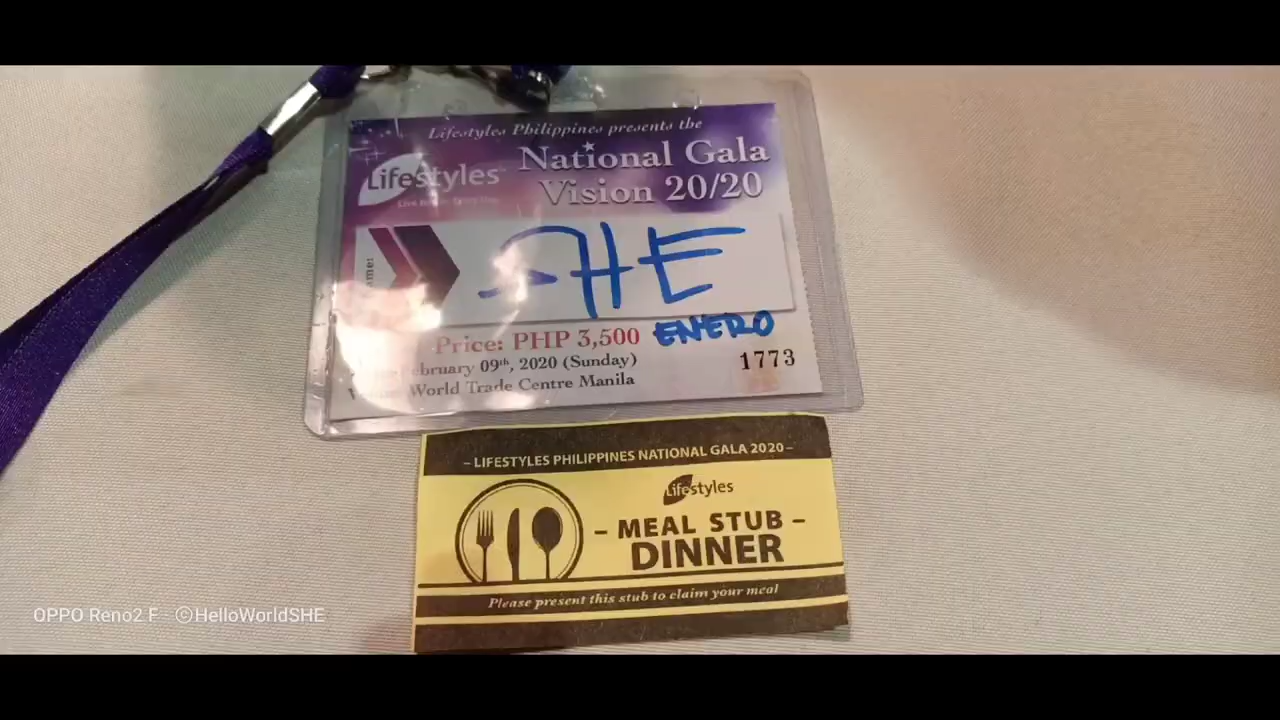 Lifestyles Philippines presents the
Lifestyles
National Gala
Vision 20/20
SHE
ENERO
Price: PHP 3,500
February 09th, 2020 (Sunday)
World Trade Centre Manila
1773
– LIFESTYLES PHILIPPINES NATIONAL GALA 2020 –
Lifestyles
– MEAL STUB –
DINNER
Please present this stub to claim your meal
OPPO Reno2 F - ©HelloWorldSHE